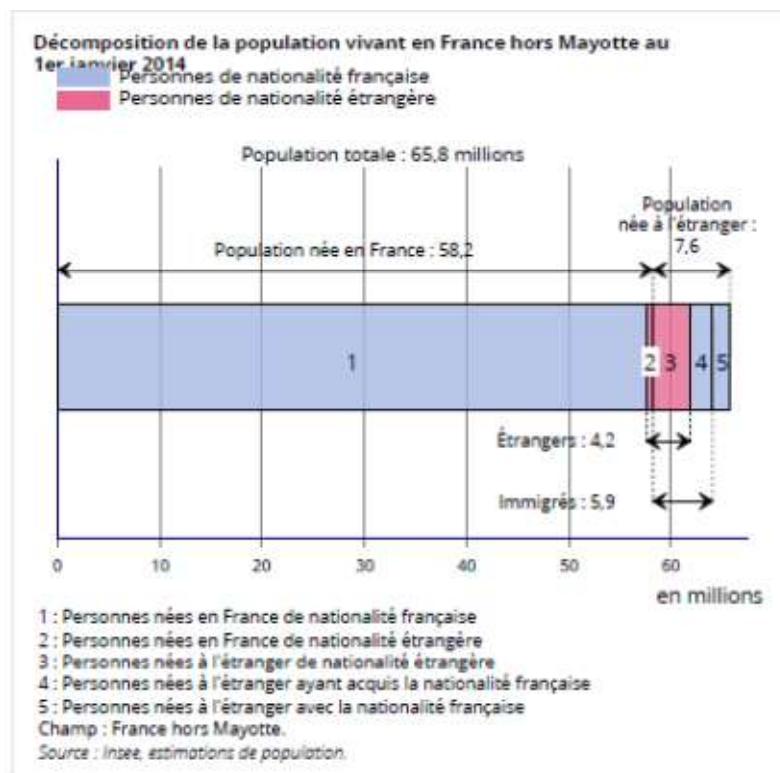 Décomposition de la population vivant en France hors Mayotte au
1er janvier 2014
Personnes de nationalité française
Personnes de nationalité étrangère
Population totale : 65,8 millions
Population
née à l'étranger :
7,6
Population née en France : 58,2
1
2
3
4
5
Étrangers : 4,2
Immigrés : 5,9
0 10 20 30 40 50 60
en millions
1 : Personnes nées en France de nationalité française
2 : Personnes nées en France de nationalité étrangère
3 : Personnes nées à l'étranger de nationalité étrangère
4 : Personnes nées à l'étranger ayant acquis la nationalité française
5 : Personnes nées à l'étranger avec la nationalité française
Champ : France hors Mayotte.
Source : Insee, estimations de population.